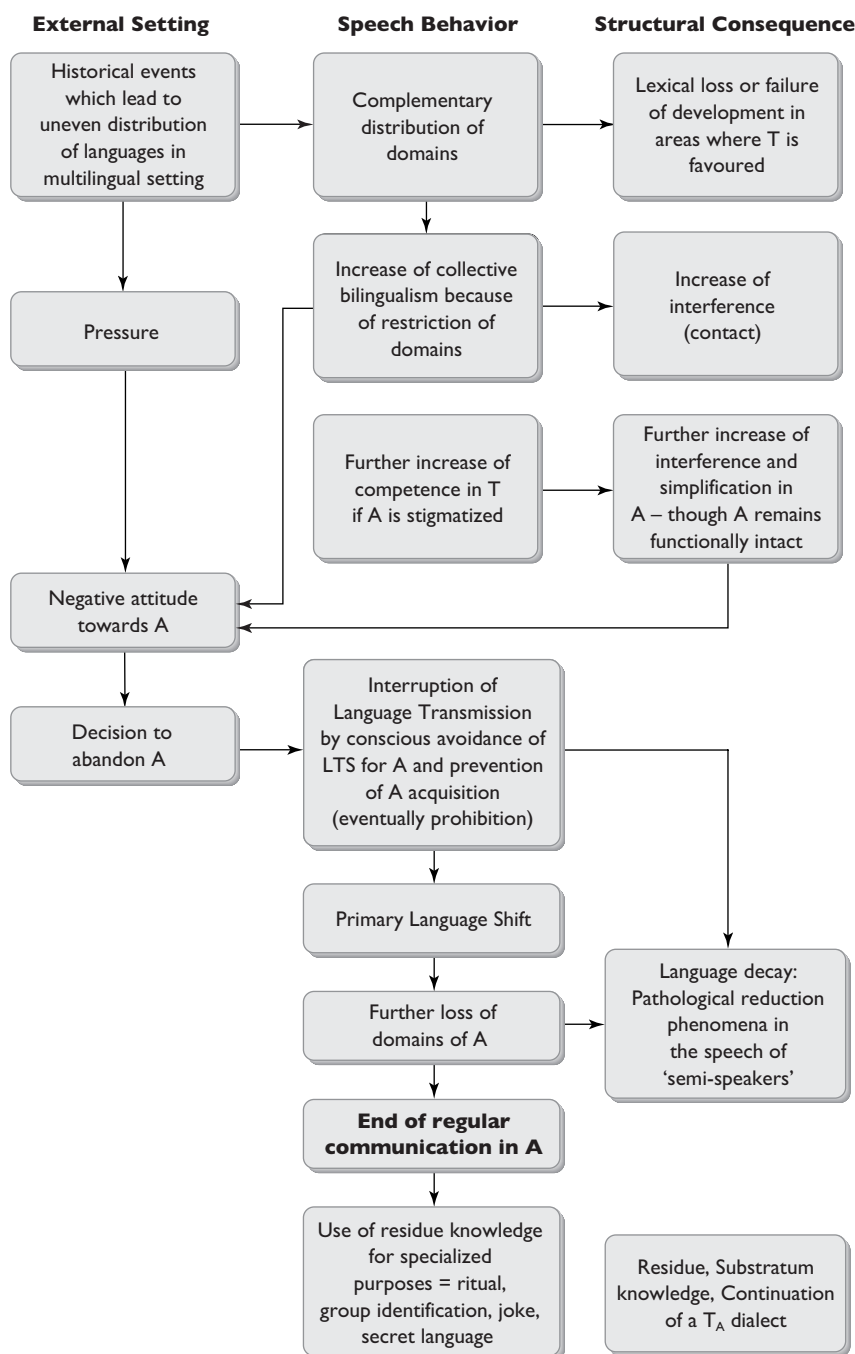 External Setting
Speech Behavior
Structural Consequence
Historical events
which lead to
uneven distribution
of languages in
multilingual setting
Complementary
distribution of
domains
Lexical loss or failure
of development in
areas where T is
favoured
Pressure
Increase of collective
bilingualism because
of restriction of
domains
Increase of
interference
(contact)
Further increase of
competence in T
if A is stigmatized
Further increase of
interference and
simplification in
A – though A remains
functionally intact
Negative attitude
towards A
Decision to
abandon A
Interruption of
Language Transmission
by conscious avoidance of
LTS for A and prevention
of A acquisition
(eventually prohibition)
Primary Language Shift
Further loss of
domains of A
Language decay:
Pathological reduction
phenomena in
the speech of
‘semi-speakers’
End of regular
communication in A
Use of residue knowledge
for specialized
purposes = ritual,
group identification, joke,
secret language
Residue, Substratum
knowledge, Continuation
of a TA dialect